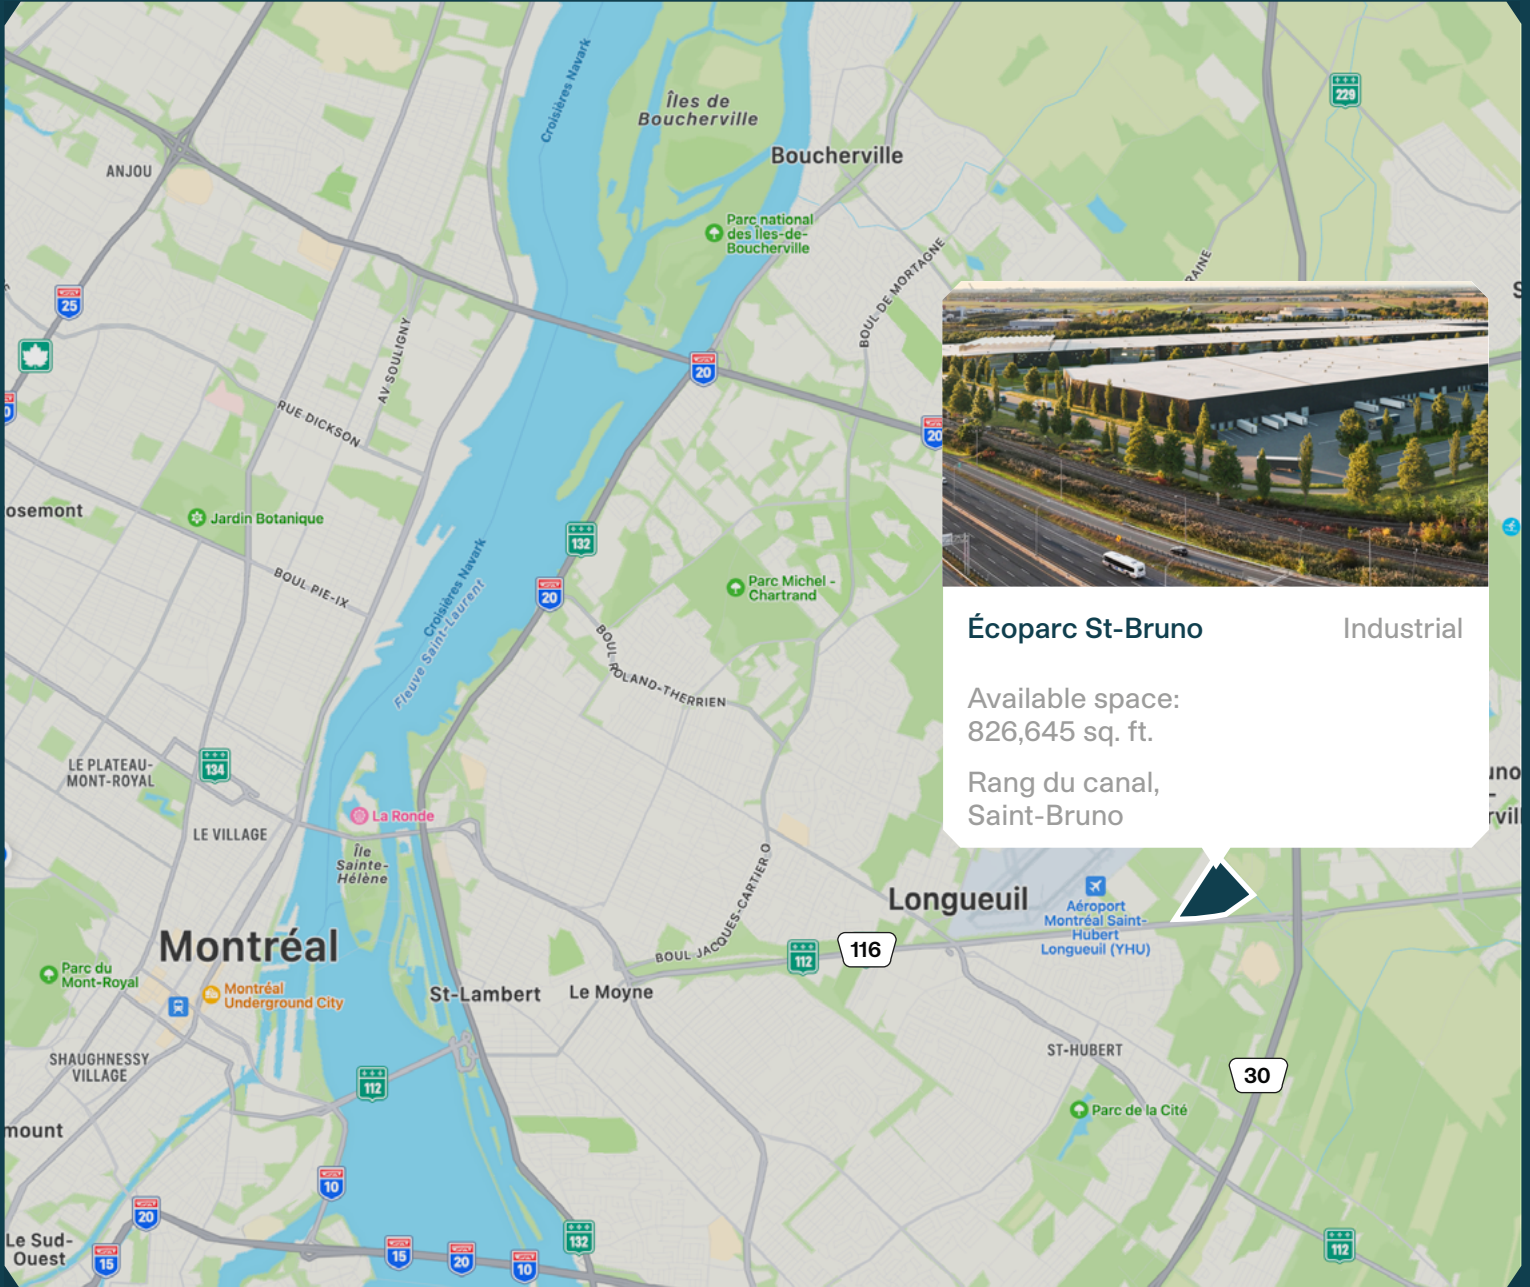 Croisières Navark
Îles de
Boucherville
229
Boucherville
ANJOU
Parc national
des Îles-de-
Boucherville
BOUL DE MORTAGNE
RAINE
25
AV SOULIGNY
20
RUE DICKSON
20
osemont
Jardin Botanique
132
Croisières Navark
Fleuve Saint-Laurent
BOUL PIE-IX
20
Parc Michel -
Chartrand
BOUL ROLAND-THERRIEN
Écoparc St-Bruno
Industrial
Available space:
826,645 sq. ft.
Rang du canal,
Saint-Bruno
LE PLATEAU-
MONT-ROYAL
134
La Ronde
LE VILLAGE
Île
Sainte-
Hélène
BOUL JACQUES-CARTIER O
Longueuil
Aéroport
Montréal Saint-
Hubert
Longueuil (YHU)
Montréal
112
116
Parc du
Mont-Royal
Montréal
Underground City
St-Lambert
Le Moyne
SHAUGHNESSY
VILLAGE
ST-HUBERT
112
30
mount
Parc de la Cité
10
20
Le Sud-
Ouest
15
15
20
10
132
112